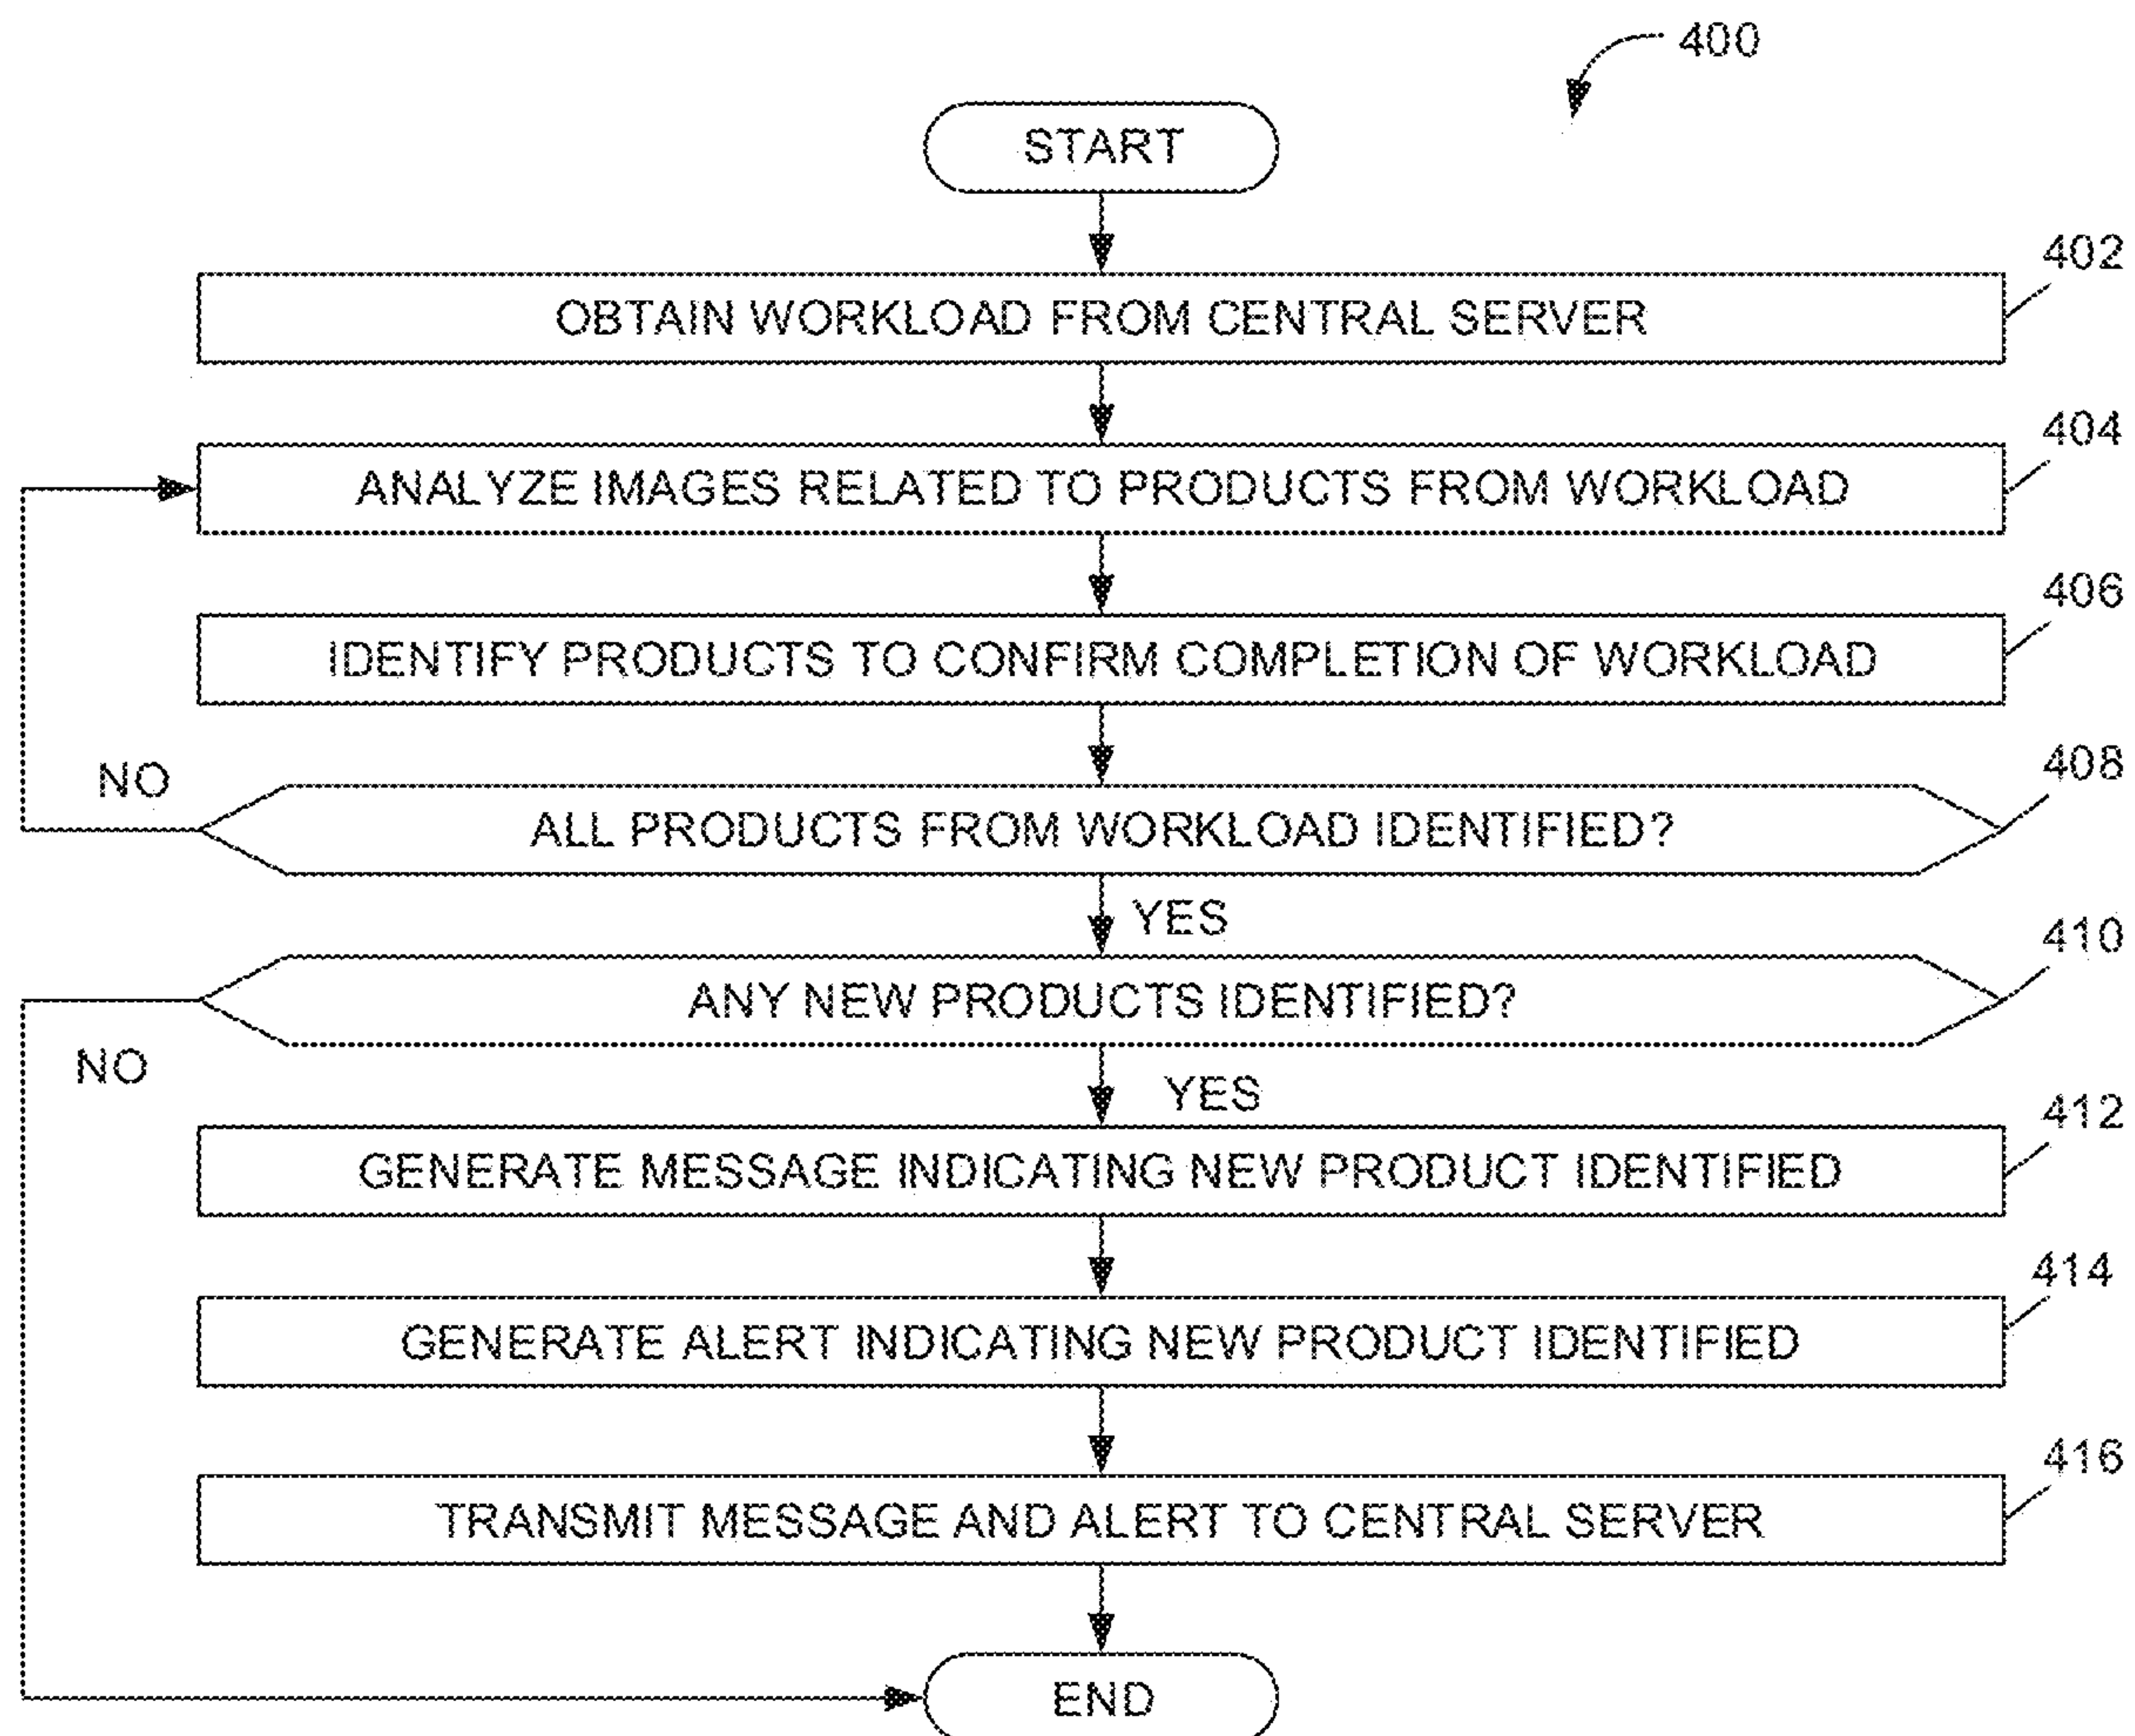 400
START
402
OBTAIN WORKLOAD FROM CENTRAL SERVER
404
ANALYZE IMAGES RELATED TO PRODUCTS FROM WORKLOAD
406
IDENTIFY PRODUCTS TO CONFIRM COMPLETION OF WORKLOAD
408
NO
ALL PRODUCTS FROM WORKLOAD IDENTIFIED?
YES
410
ANY NEW PRODUCTS IDENTIFIED?
NO
YES
412
GENERATE MESSAGE INDICATING NEW PRODUCT IDENTIFIED
414
GENERATE ALERT INDICATING NEW PRODUCT IDENTIFIED
416
TRANSMIT MESSAGE AND ALERT TO CENTRAL SERVER
END